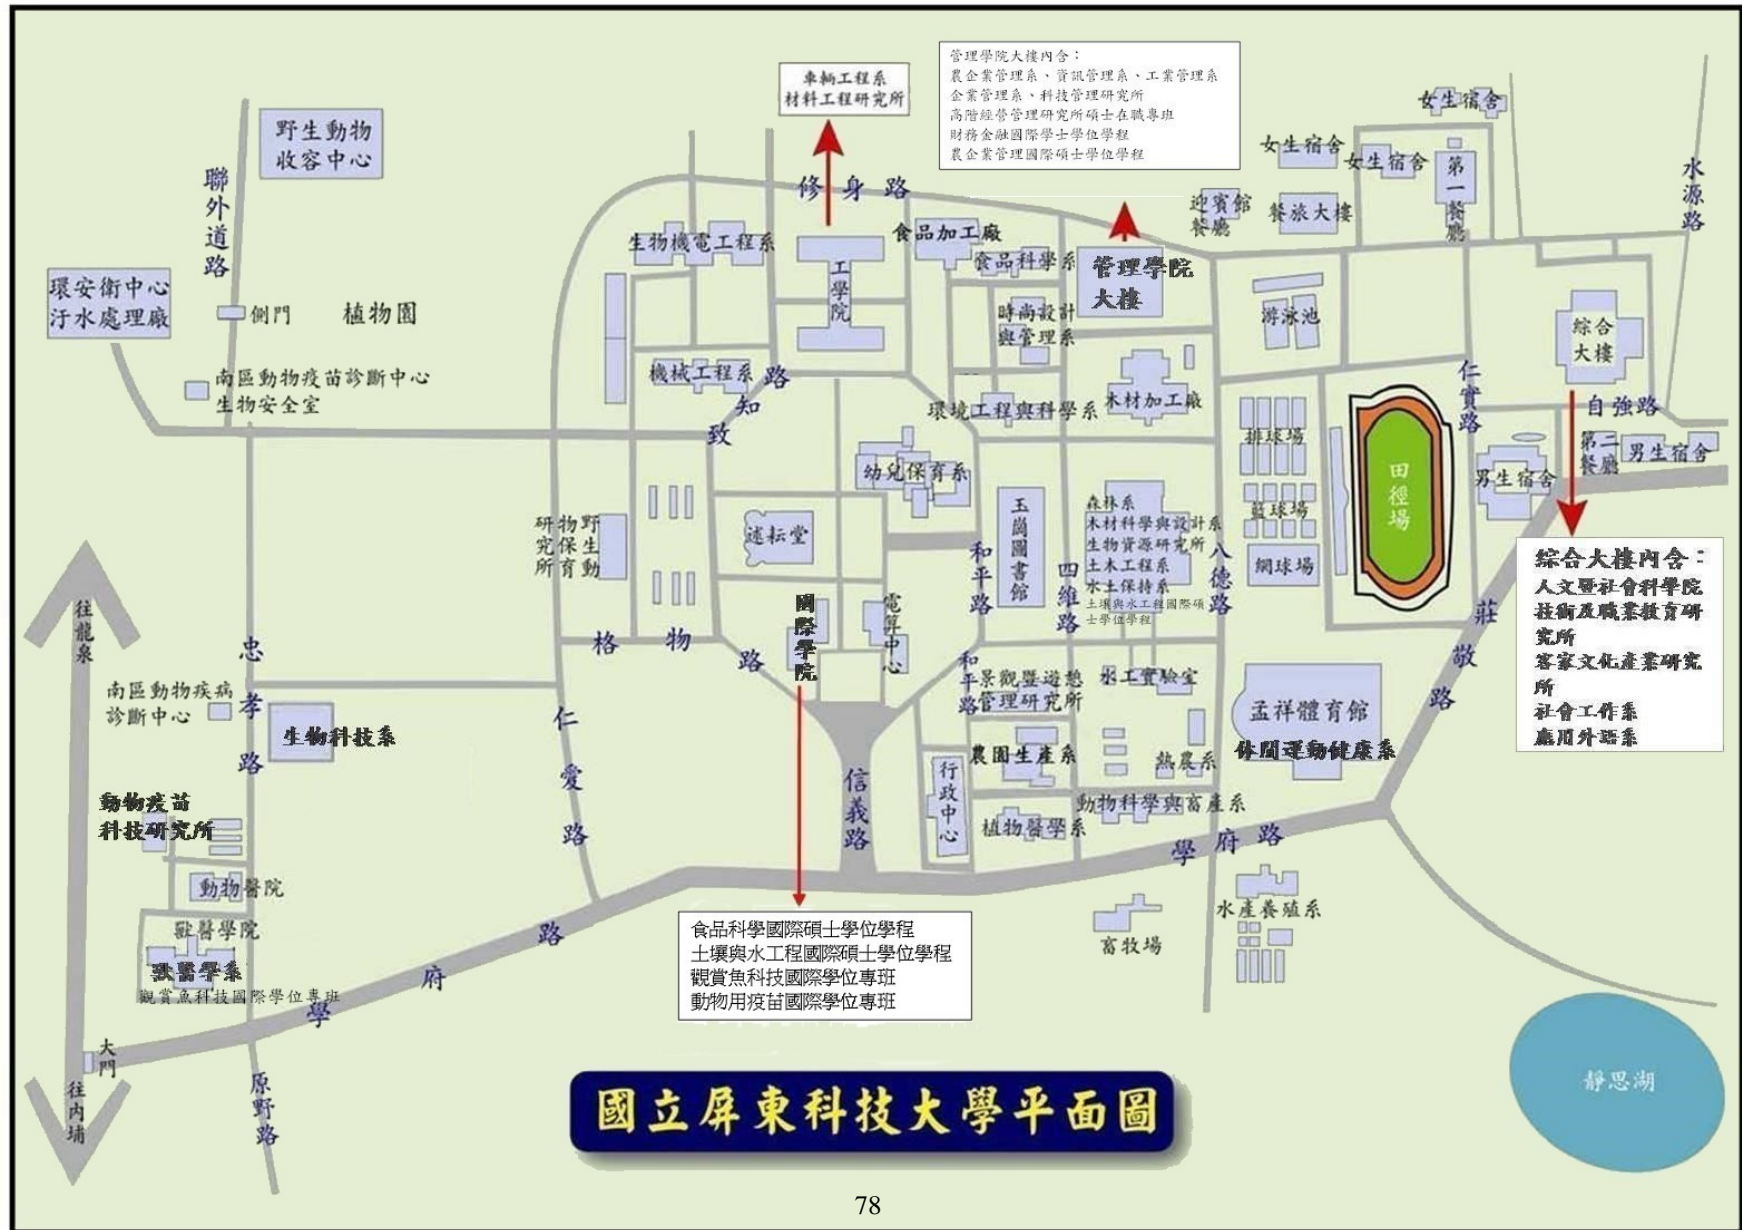 車輛工程系
材料工程研究所
管理學院大樓內含：
農企業管理系、資訊管理系、工業管理系
企業管理系、科技管理研究所
高階經營管理研究所碩士在職專班
財務金融國際學士學位學程
農企業管理國際碩士學位學程
野生動物
收容中心
聯外道路
修身路
女生宿舍
女生宿舍
女生宿舍
第一餐廳
水源路
迎賓館
餐廳
餐旅大樓
生物機電工程系
工學院
食品加工廠
食品科學系
管理學院
大樓
環安衛中心
汙水處理廠
側門
植物園
時尚設計
與管理系
游泳池
綜合
大樓
南區動物疫苗診斷中心
生物安全室
機械工程系
致知路
環境工程與科學系
木材加工廠
仁實路
自強路
排球場
田徑場
第二
餐廳
男生宿舍
男生宿舍
幼兒保育系
野生動
物保育
研究所
述耘堂
玉崗圖書館
和平路
四維路
森林系
木材科學與設計系
生物資源研究所
土木工程系
水土保持系
土壤與水工程國際碩
士學位學程
八德路
籃球場
網球場
綜合大樓內含：
人文暨社會科學院
技術及職業教育研
究所
客家文化產業研究
所
社會工作系
應用外語系
莊敬路
往龍泉
忠孝路
格物路
國際學院
電算中心
和平路
景觀暨遊憩
管理研究所
水工實驗室
孟祥體育館
休閒運動健康系
南區動物疾病
診斷中心
生物科技系
仁愛路
信義路
行政中心
農園生產系
熱農系
動物疫苗
科技研究所
植物醫學系
動物科學與畜產系
學府路
動物醫院
獸醫學院
獸醫學系
觀賞魚科技國際學位專班
學府路
食品科學國際碩士學位學程
土壤與水工程國際碩士學位學程
觀賞魚科技國際學位專班
動物用疫苗國際學位專班
畜牧場
水產養殖系
大門
往內埔
原野路
靜思湖
國立屏東科技大學平面圖
78